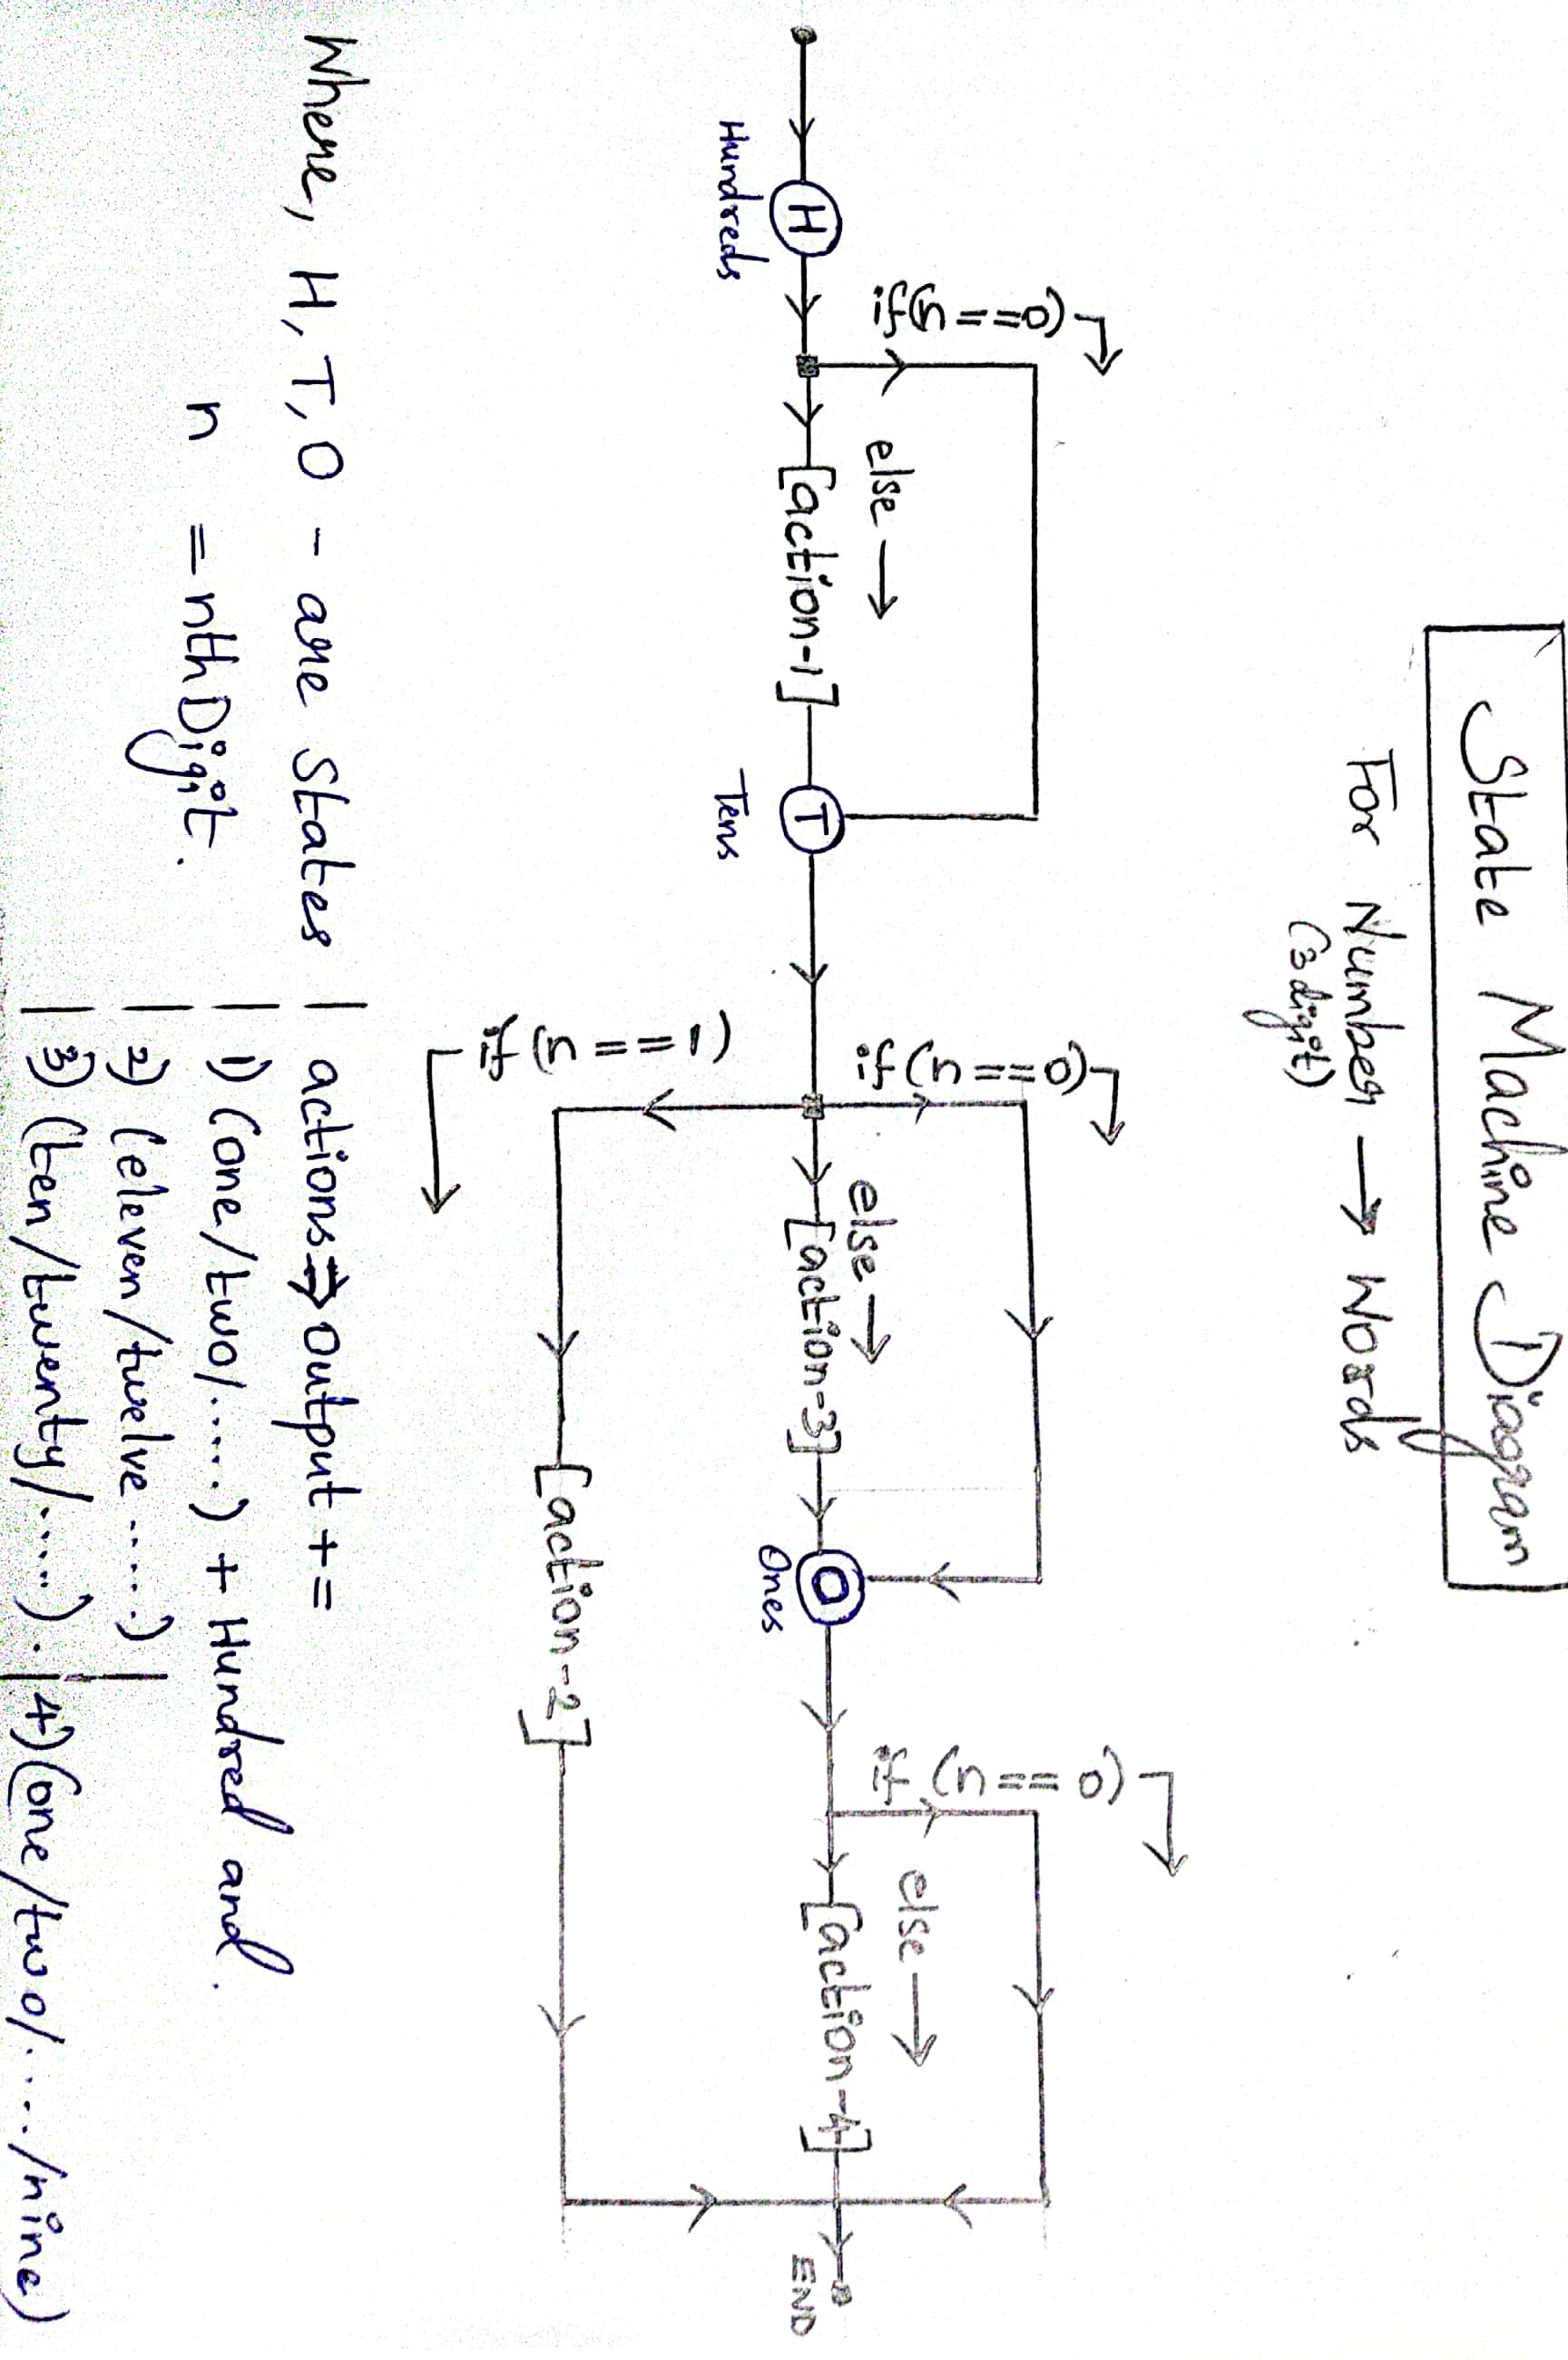 State Machine Diagram
For Number → Words
(3 digit)
if(n==0)
else →
[action-1]
H
Hundreds
T
Tens
if(n==0)
else →
[action-3]
if(n==1)
[action-2]
O
Ones
if(n==0)
else →
[action-4]
END
Where, H, T, O - are States
n = nth Digit.
actions ⇒ output +=
1) (one/two/.....) + Hundred and.
2) (eleven/twelve .....)
3) (ten/twenty/.....).
4) (one/two/..../nine)